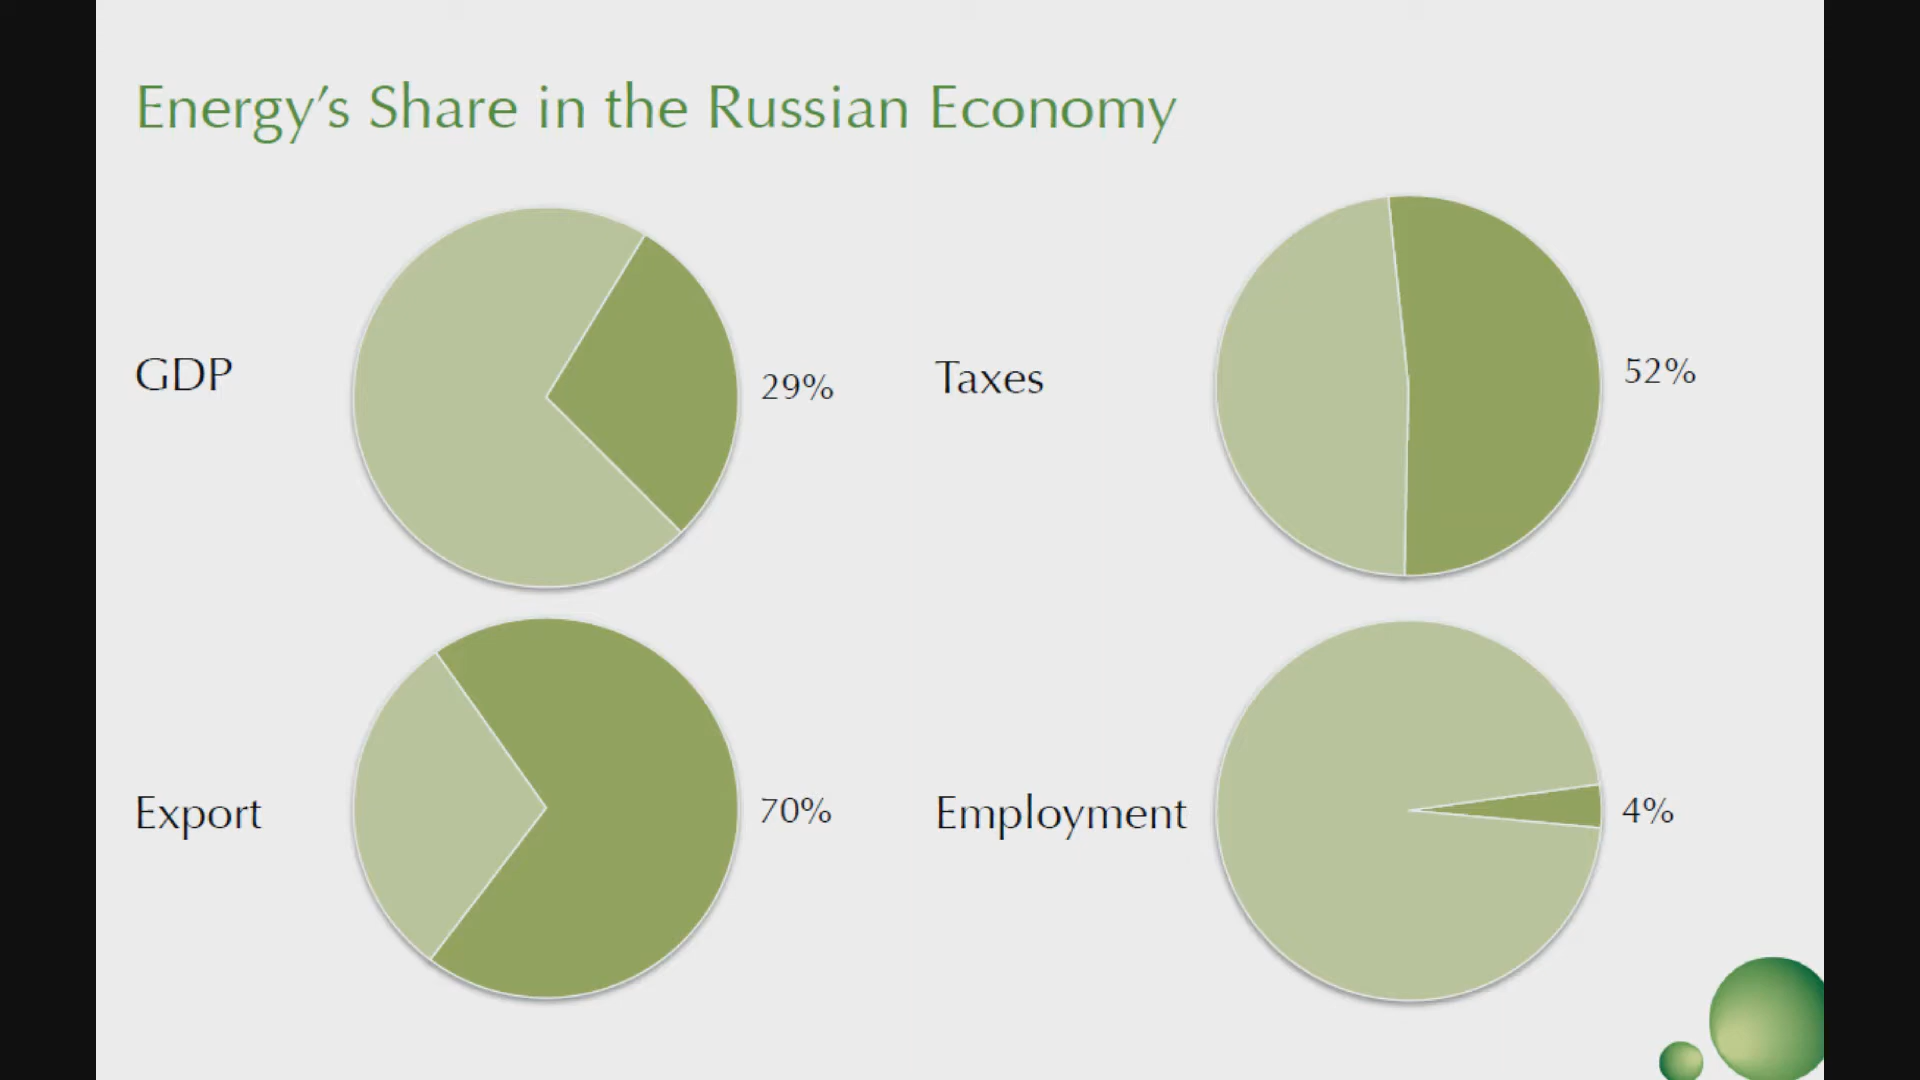 Energy’s Share in the Russian Economy
GDP
29%
Taxes
52%
Export
70%
Employment
4%